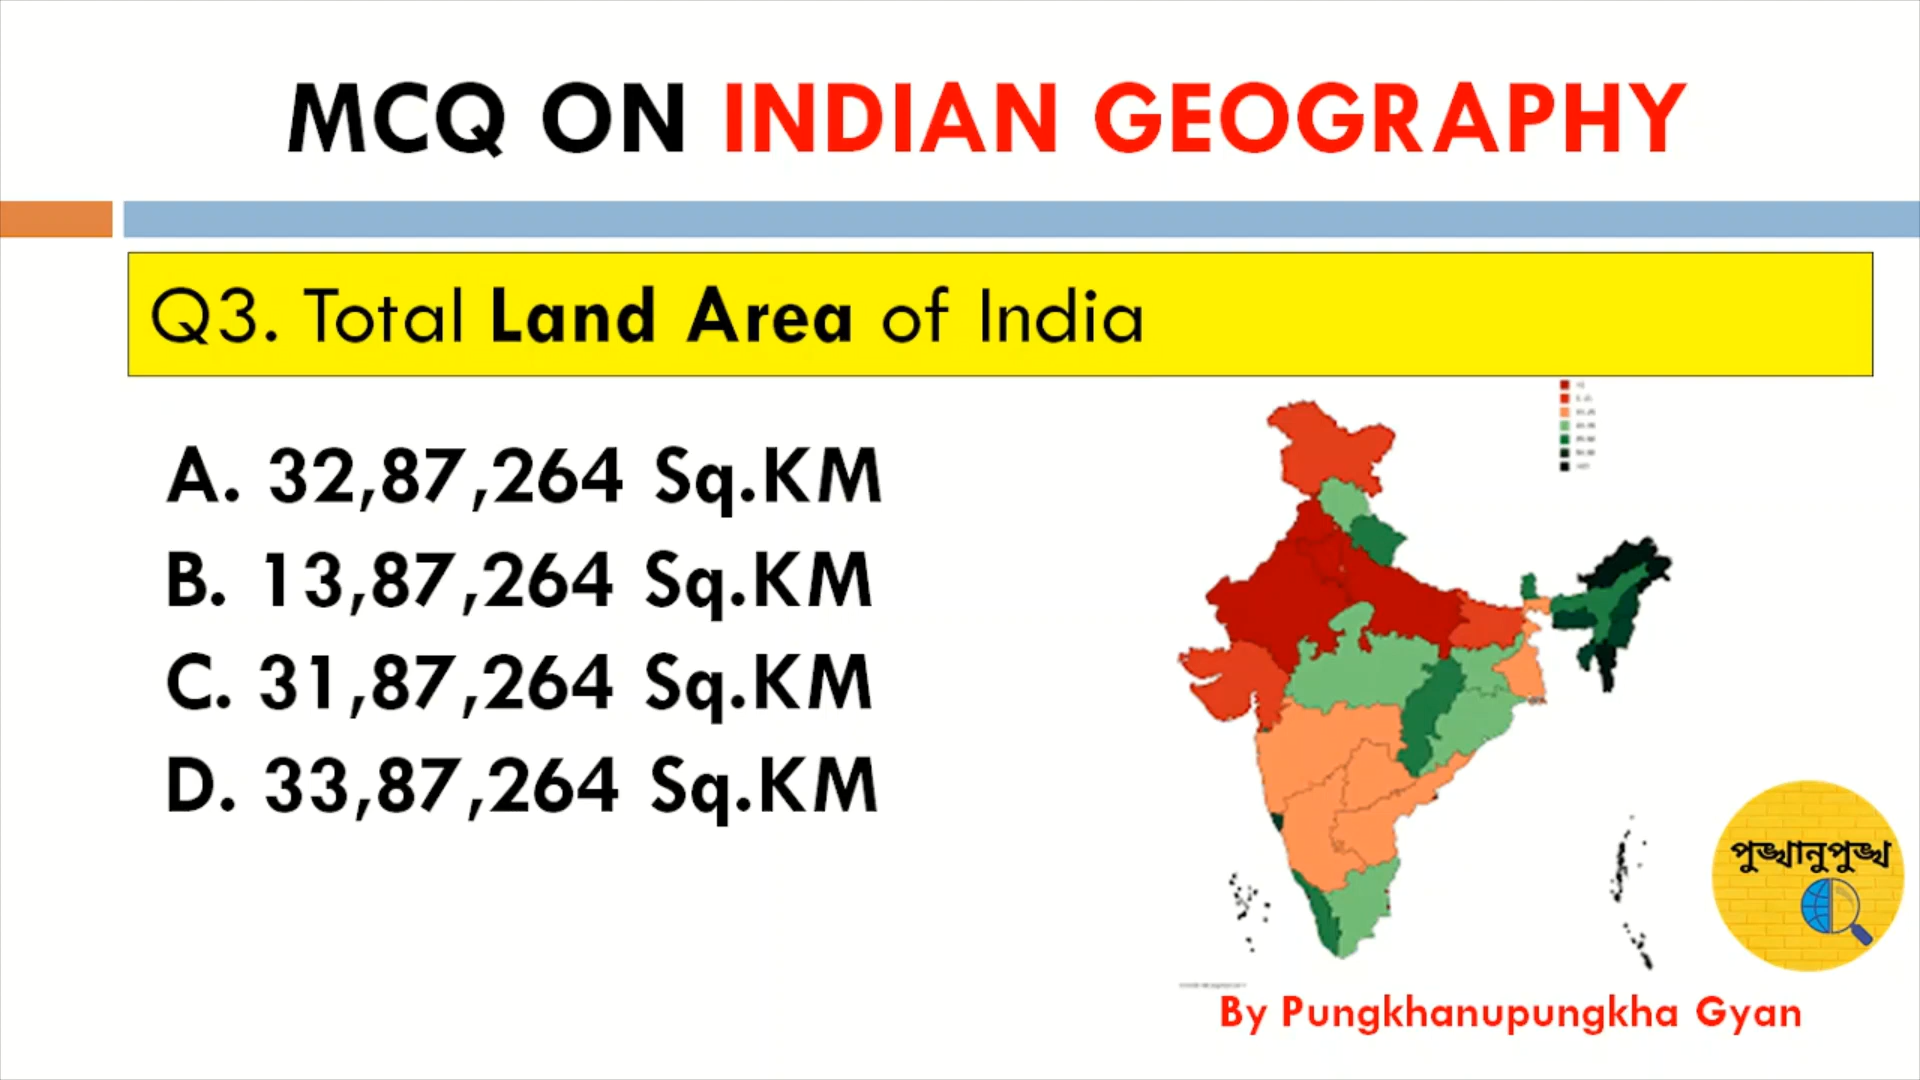 MCQ ON INDIAN GEOGRAPHY
Q3. Total Land Area of India
A. 32,87,264 Sq.KM
B. 13,87,264 Sq.KM
C. 31,87,264 Sq.KM
D. 33,87,264 Sq.KM
পুঙ্খানুপুঙ্খ
By Pungkhanupungkha Gyan